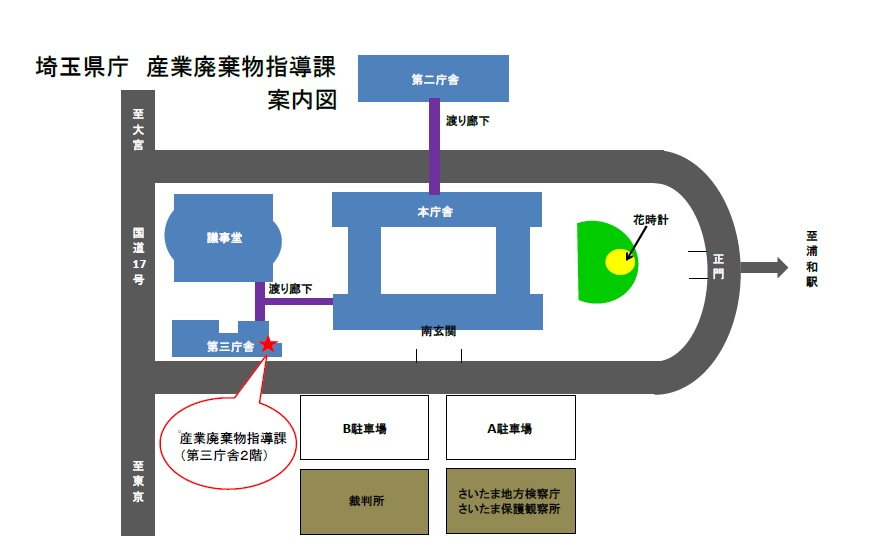 埼玉県庁　産業廃棄物指導課
案内図
第二庁舎
渡り廊下
至大宮
国道17号
至東京
議事堂
本庁舎
花時計
正門
至浦和駅
渡り廊下
南玄関
第三庁舎
産業廃棄物指導課
（第三庁舎２階）
B駐車場
A駐車場
裁判所
さいたま地方検察庁
さいたま保護観察所